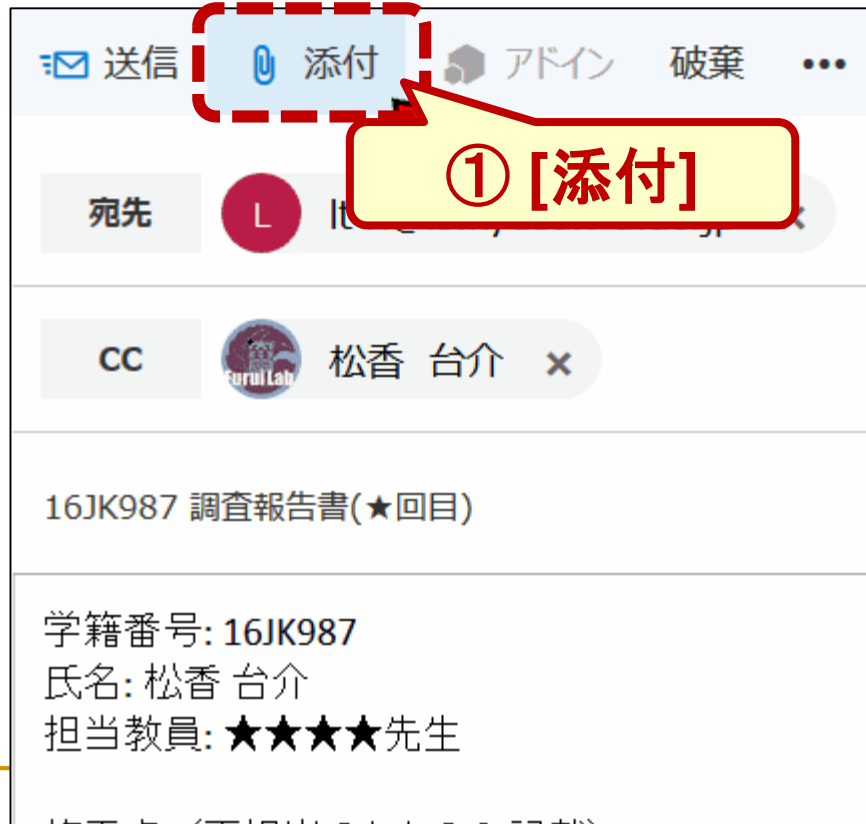 送信 添付 アドイン 破棄 •••
① [添付]
宛先 L
CC Furui Lab 松香 台介 ×
16JK987 調査報告書(★回目)
学籍番号: 16JK987
氏名: 松香 台介
担当教員: ★★★★先生